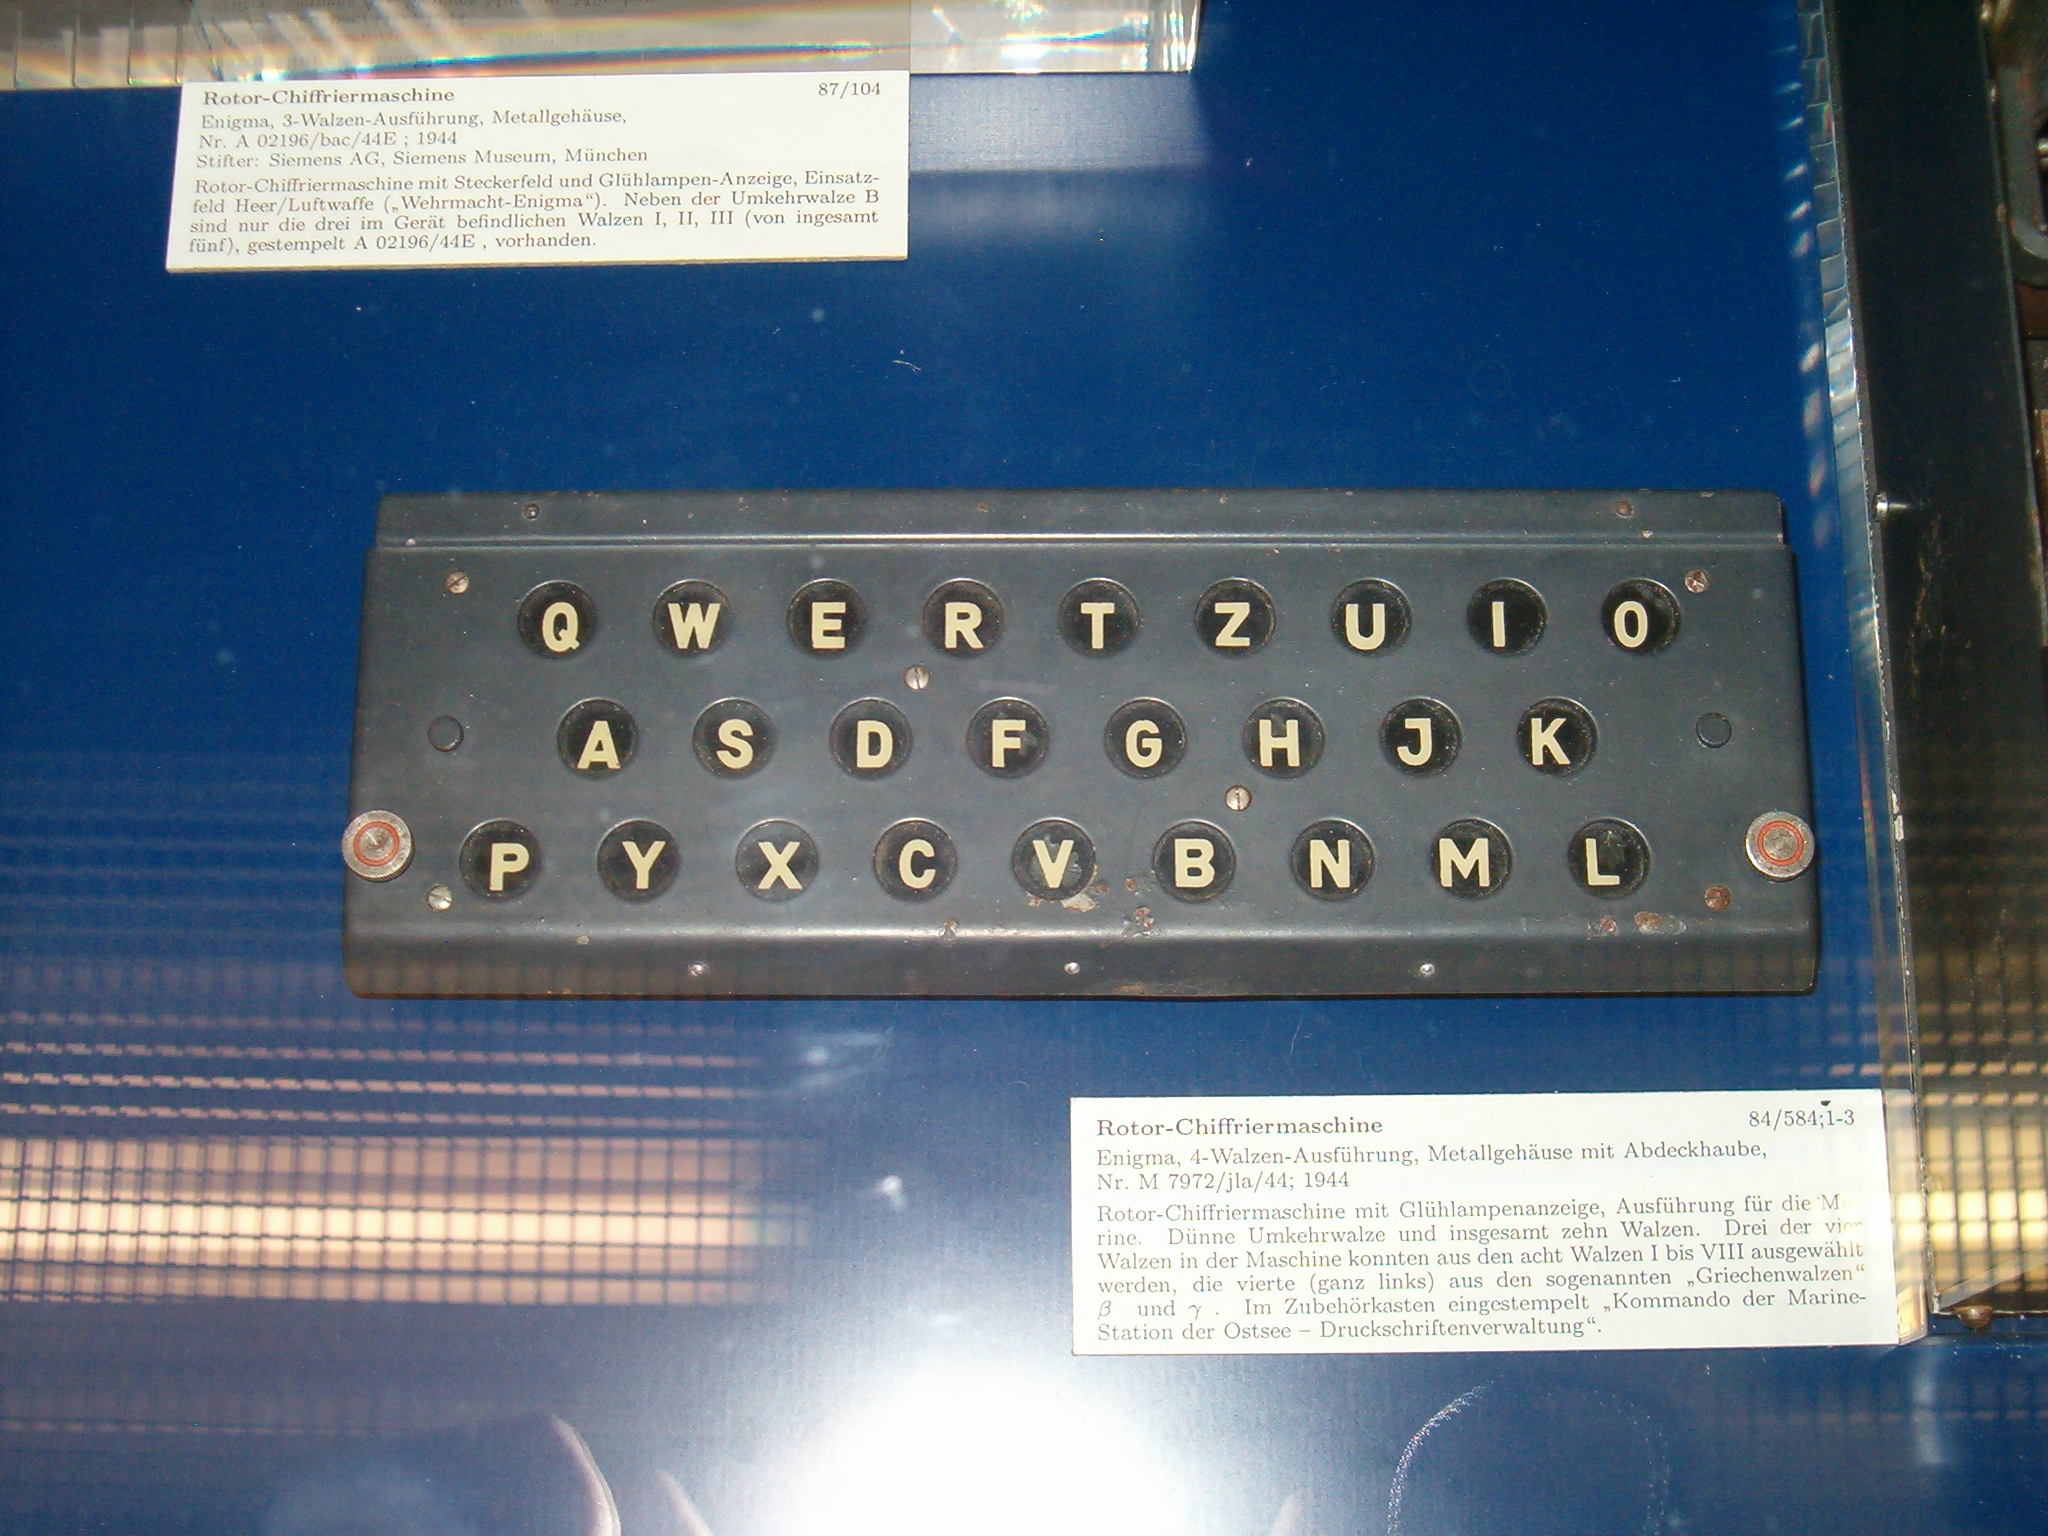 Rotor-Chiffriermaschine 87/104
Enigma, 3-Walzen-Ausführung, Metallgehäuse,
Nr. A 02196/bac/44E ; 1944
Stifter: Siemens AG, Siemens Museum, München
Rotor-Chiffriermaschine mit Steckerfeld und Glühlampen-Anzeige, Einsatz-
feld Heer/Luftwaffe („Wehrmacht-Enigma“). Neben der Umkehrwalze B
sind nur die drei im Gerät befindlichen Walzen I, II, III (von ingesamt
fünf), gestempelt A 02196/44E , vorhanden.
Q W E R T Z U I O
A S D F G H J K
P Y X C V B N M L
Rotor-Chiffriermaschine 84/584;1-3
Enigma, 4-Walzen-Ausführung, Metallgehäuse mit Abdeckhaube,
Nr. M 7972/jla/44; 1944
Rotor-Chiffriermaschine mit Glühlampenanzeige, Ausführung für die Ma-
rine. Dünne Umkehrwalze und insgesamt zehn Walzen. Drei der vier
Walzen in der Maschine konnten aus den acht Walzen I bis VIII ausgewählt
werden, die vierte (ganz links) aus den sogenannten „Griechenwalzen“
β und γ . Im Zubehörkasten eingestempelt „Kommando der Marine-
Station der Ostsee – Druckschriftenverwaltung“.